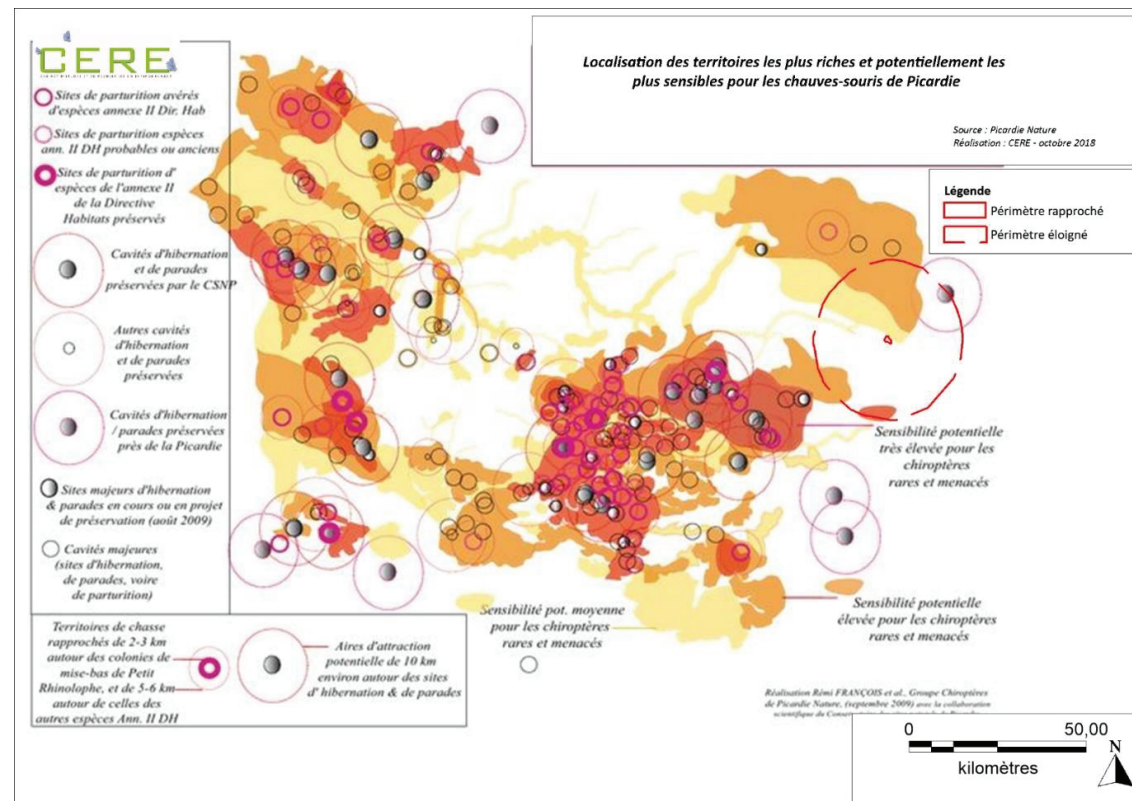 CERE
Localisation des territoires les plus riches et potentiellement les
plus sensibles pour les chauves-souris de Picardie
Source : Picardie Nature
Réalisation : CERE - octobre 2018
Légende
Périmètre rapproché
Périmètre éloigné
Sites de parturition avérés
d'espèces annexe II Dir. Hab
Sites de parturition espèces
ann. II DH probables ou anciens
Sites de parturition d'
espèces de l'annexe II
de la Directive
Habitats préservés
Cavités d'hibernation
et de parades
préservées par le CSNP
Autres cavités
d'hibernation
et de parades
préservées
Cavités d'hibernation
/ parades préservées
près de la Picardie
Sites majeurs d'hibernation
& parades en cours ou en projet
de préservation (août 2009)
Cavités majeures
(sites d'hibernation,
de parades, voire
de parturition)
Sensibilité potentielle
très élevée pour les
chiroptères
rares et menacés
Sensibilité pot. moyenne
pour les chiroptères
rares et menacés
Sensibilité potentielle
élevée pour les chiroptères
rares et menacés
Territoires de chasse
rapprochés de 2-3 km
autour des colonies de
mise-bas de Petit
Rhinolophe, et de 5-6 km
autour de celles des
autres espèces Ann. II DH
Aires d'attraction
potentielle de 10 km
environ autour des sites
d'hibernation & de parades
Réalisation Rémi FRANÇOIS et al., Groupe Chiroptères
de Picardie Nature, (septembre 2009) avec la collaboration
0 50,00
kilomètres
N